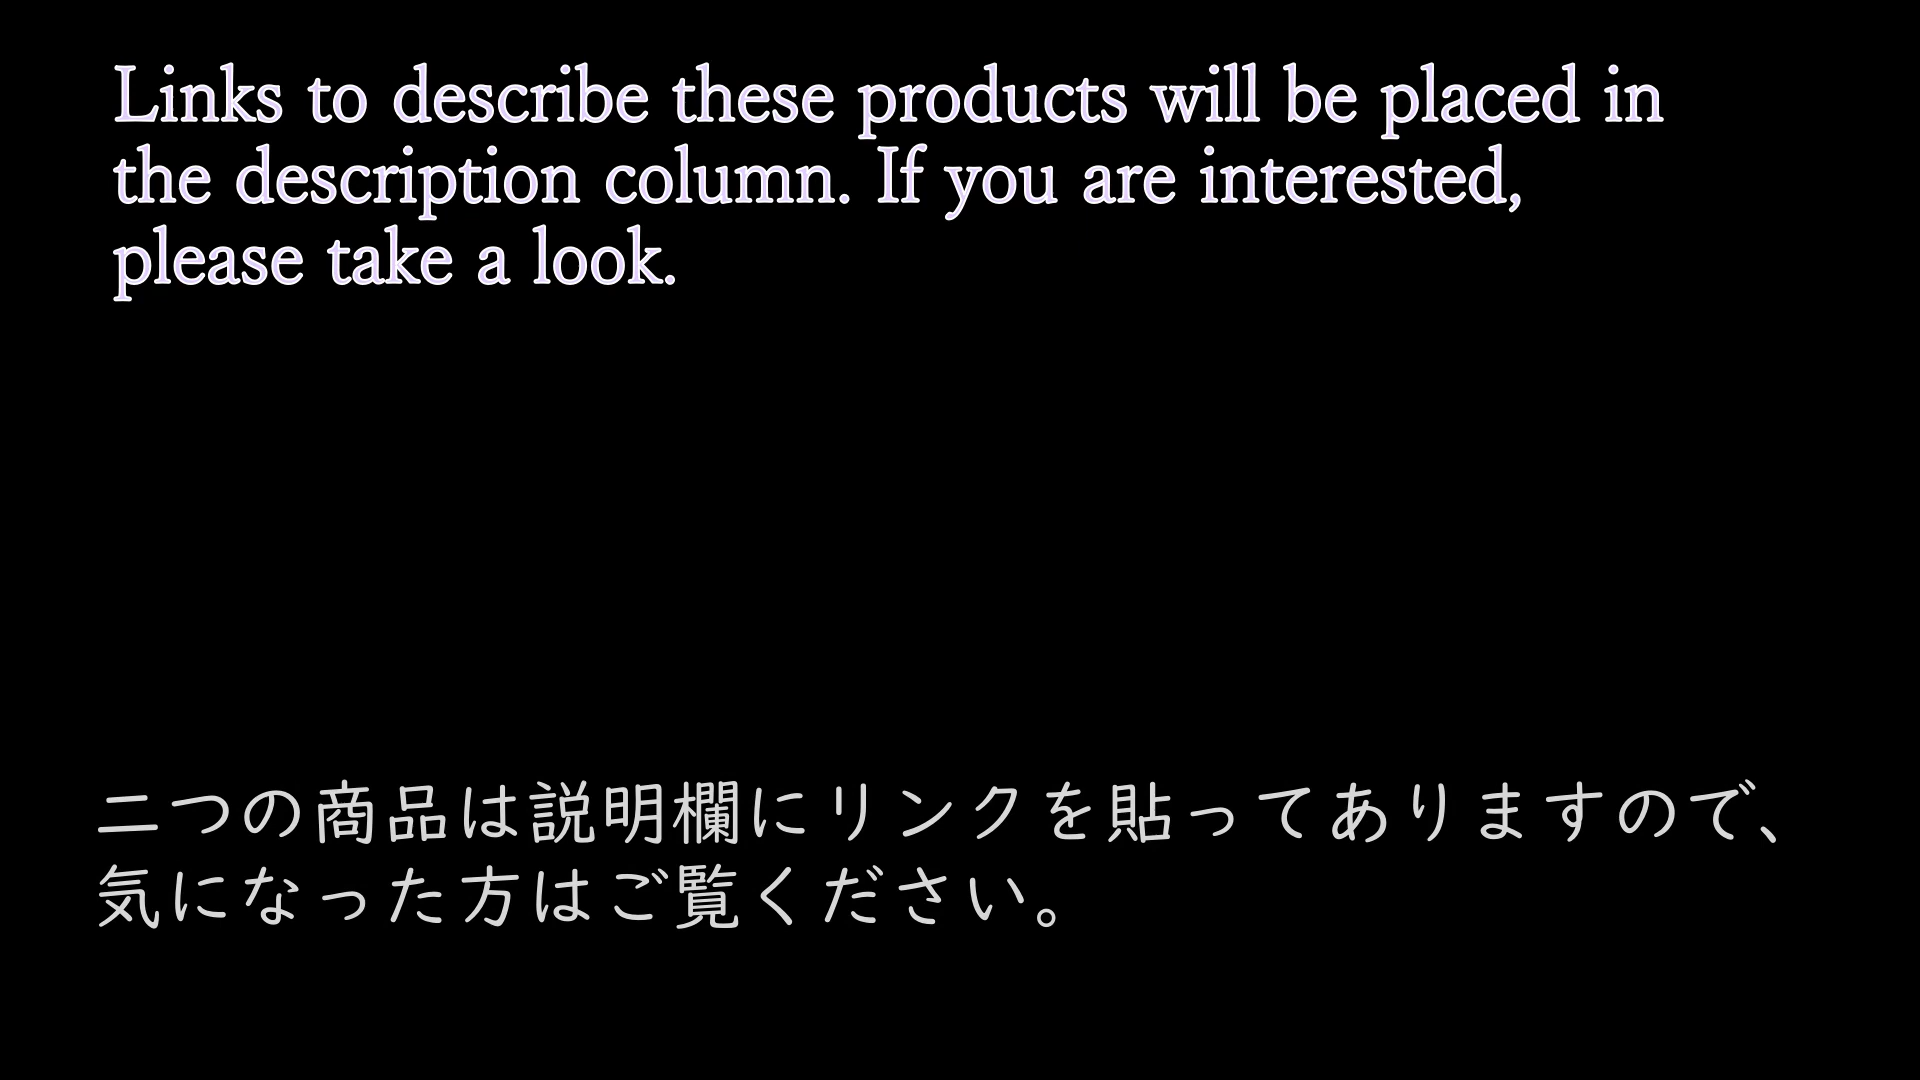 Links to describe these products will be placed in
the description column. If you are interested,
please take a look.
二つの商品は説明欄にリンクを貼ってありますので、
気になった方はご覧ください。